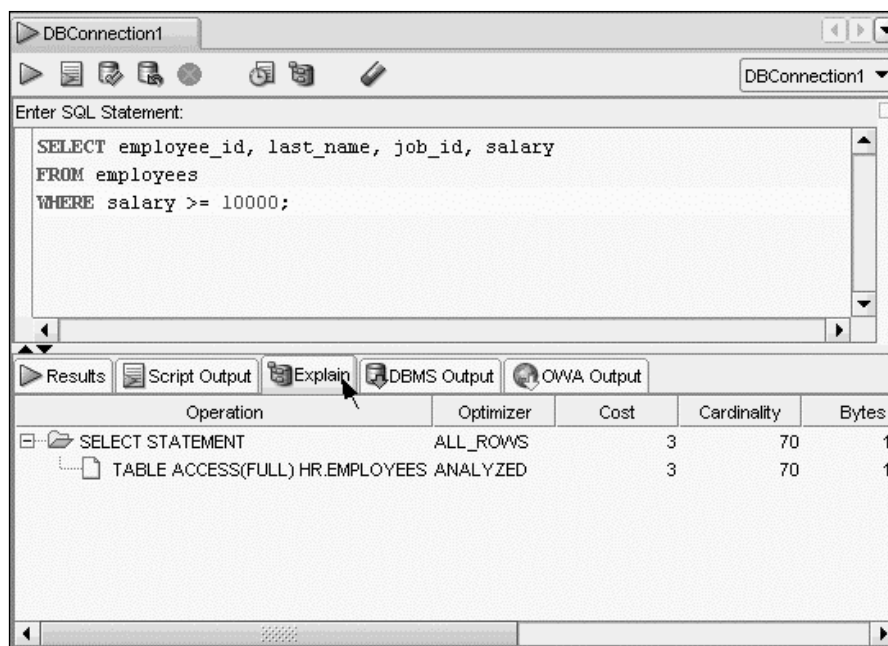 DBConnection1
DBConnection1
Enter SQL Statement:
SELECT employee_id, last_name, job_id, salary
FROM employees
WHERE salary >= 10000;
Results Script Output Explain DBMS Output OWA Output
Operation Optimizer Cost Cardinality Bytes
SELECT STATEMENT ALL_ROWS 3 70 1
TABLE ACCESS(FULL) HR.EMPLOYEES ANALYZED 3 70 1